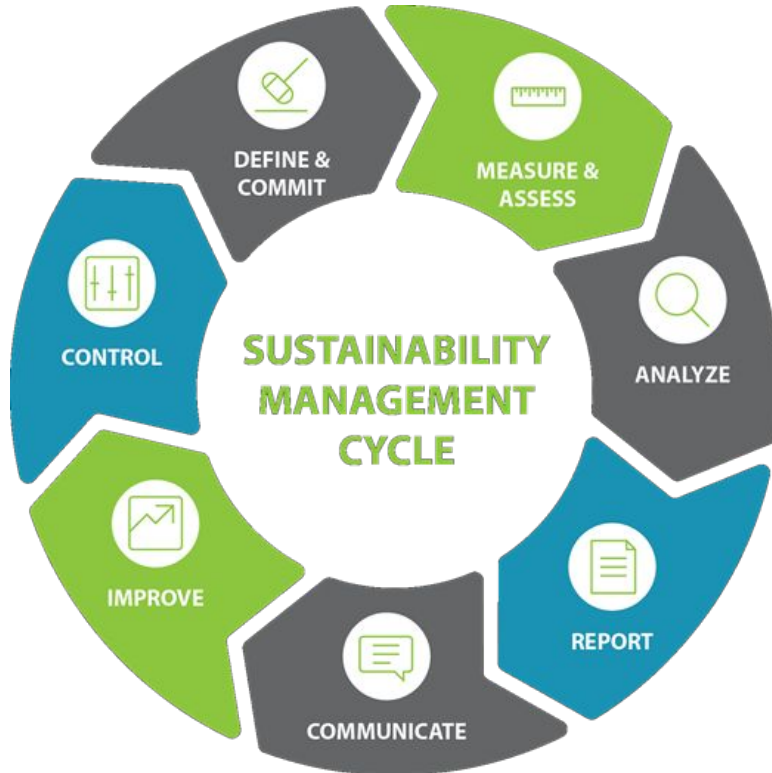 SUSTAINABILITY
MANAGEMENT
CYCLE
DEFINE &
COMMIT
MEASURE &
ASSESS
ANALYZE
REPORT
COMMUNICATE
IMPROVE
CONTROL